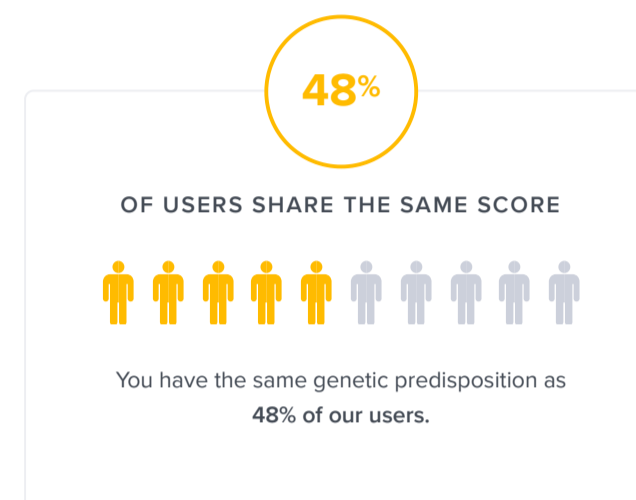 48%
OF USERS SHARE THE SAME SCORE
You have the same genetic predisposition as
48% of our users.